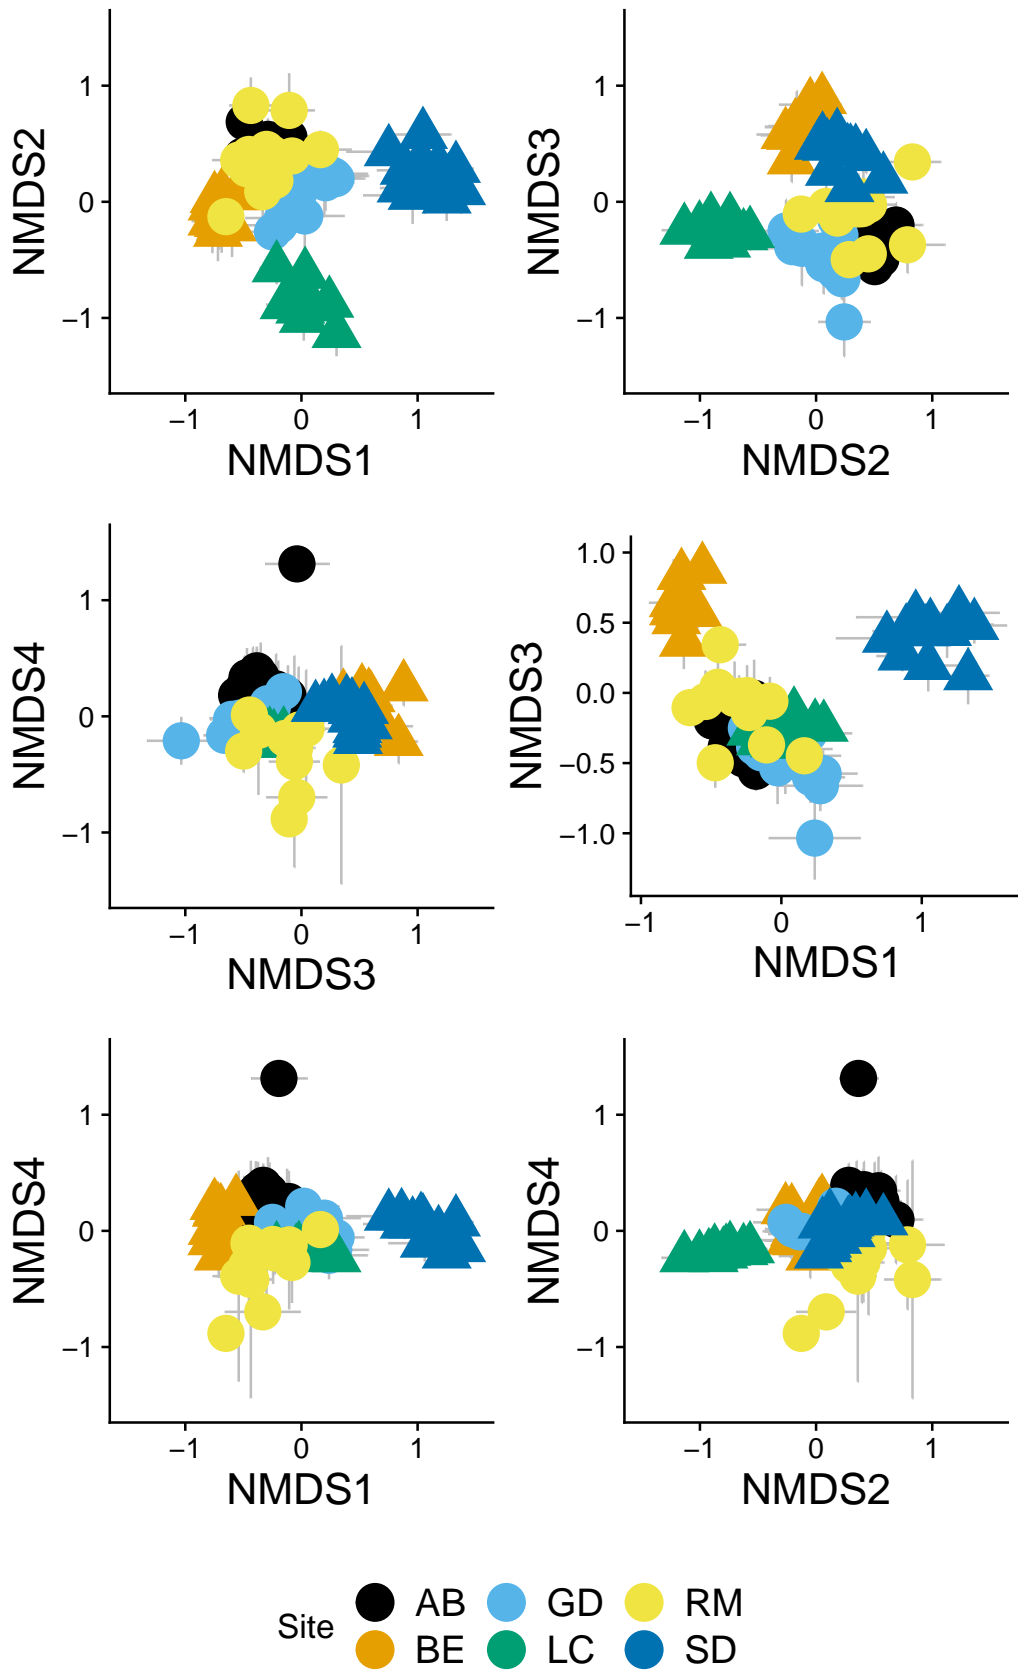 NMDS2
1
0
−1
−1 0 1
NMDS1
NMDS3
1
0
−1
−1 0 1
NMDS2
NMDS4
1
0
−1
−1 0 1
NMDS3
NMDS3
1.0
0.5
0.0
−0.5
−1.0
−1 0 1
NMDS1
NMDS4
1
0
−1
−1 0 1
NMDS1
NMDS4
1
0
−1
−1 0 1
NMDS2
Site
AB GD RM
BE LC SD